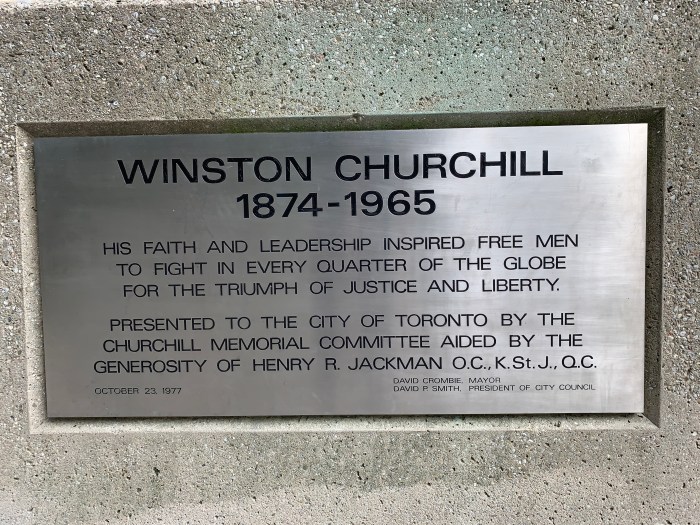 WINSTON CHURCHILL
1874-1965
HIS FAITH AND LEADERSHIP INSPIRED FREE MEN
TO FIGHT IN EVERY QUARTER OF THE GLOBE
FOR THE TRIUMPH OF JUSTICE AND LIBERTY.
PRESENTED TO THE CITY OF TORONTO BY THE
CHURCHILL MEMORIAL COMMITTEE AIDED BY THE
GENEROSITY OF HENRY R. JACKMAN O.C., K.St.J., Q.C.
DAVID CROMBIE, MAYOR
OCTOBER 23, 1977 DAVID P. SMITH, PRESIDENT OF CITY COUNCIL